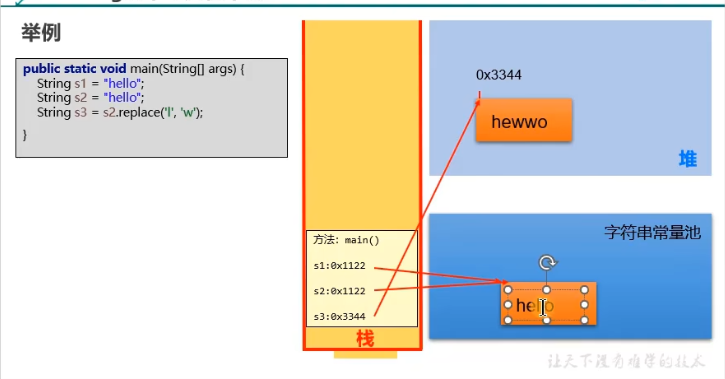 举例
public static void main(String[] args) {
String s1 = "hello";
String s2 = "hello";
String s3 = s2.replace('l', 'w');
}
0x3344
hewwo
堆
字符串常量池
hello
方法: main()
s1:0x1122
s2:0x1122
s3:0x3344
栈
让天下没有难学的技术